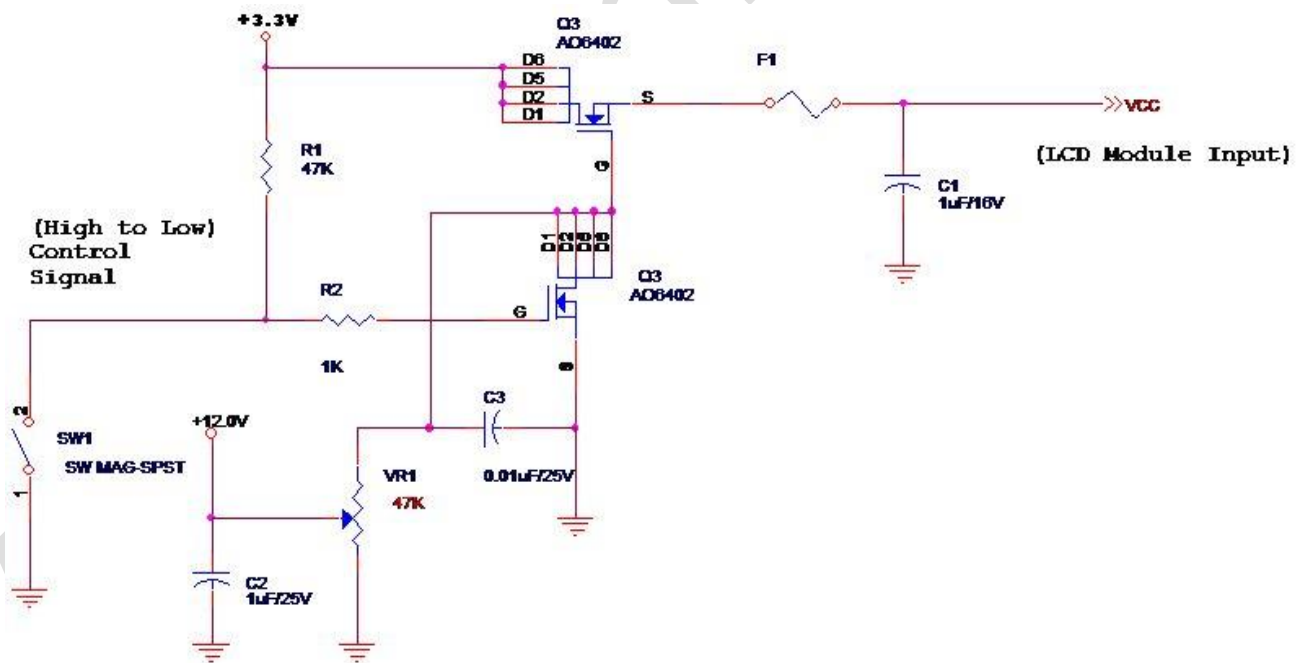 +3.3V
Q3
AO6402
D6
D5
D2
D1
S
G
F1
VCC
(LCD Module Input)
R1
47K
C1
1uF/16V
(High to Low)
Control
Signal
D1
D2
Q3
AO6402
R2
1K
G
S
C3
0.01uF/25V
2
1
SW1
SW MAG-SPST
+12.0V
VR1
47K
C2
1uF/25V